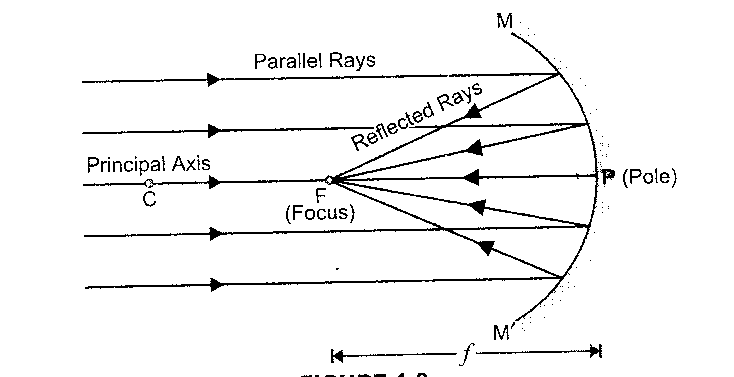 M
Parallel Rays
Reflected Rays
Principal Axis
C
F
(Focus)
P (Pole)
M'
f